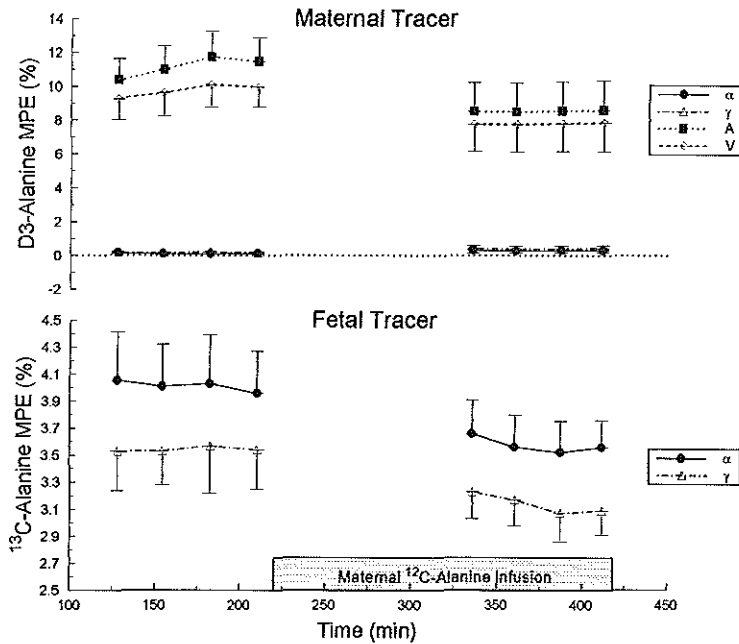 Maternal Tracer
D3-Alanine MPE (%)
14
12
10
8
6
4
2
0
-2
α
γ
A
V
Fetal Tracer
¹³C-Alanine MPE (%)
4.5
4.3
4.1
3.9
3.7
3.5
3.3
3.1
2.9
2.7
2.5
α
γ
Maternal ¹²C-Alanine Infusion
100 150 200 250 300 350 400 450
Time (min)